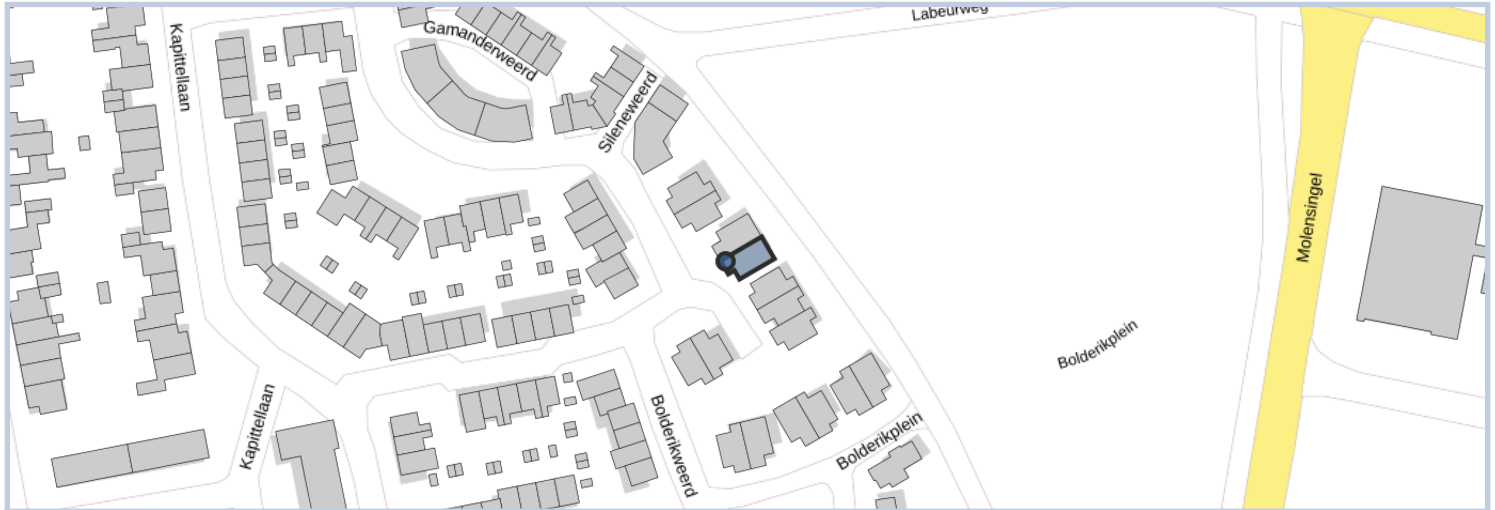 Labeurweg
Kapittellaan
Gamanderweerd
Sileneweerd
Molensingel
Bolderikplein
Kapittellaan
Bolderikweerd
Bolderikplein